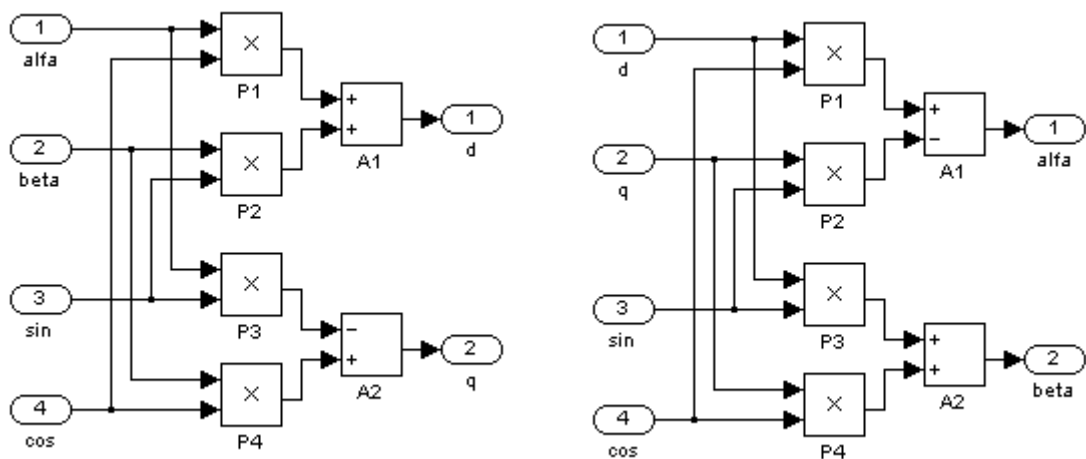 1
alfa
×
P1
2
beta
×
P2
+
+
A1
1
d
3
sin
×
P3
4
cos
×
P4
−
+
A2
2
q
1
d
×
P1
2
q
×
P2
+
−
A1
1
alfa
3
sin
×
P3
4
cos
×
P4
+
+
A2
2
beta